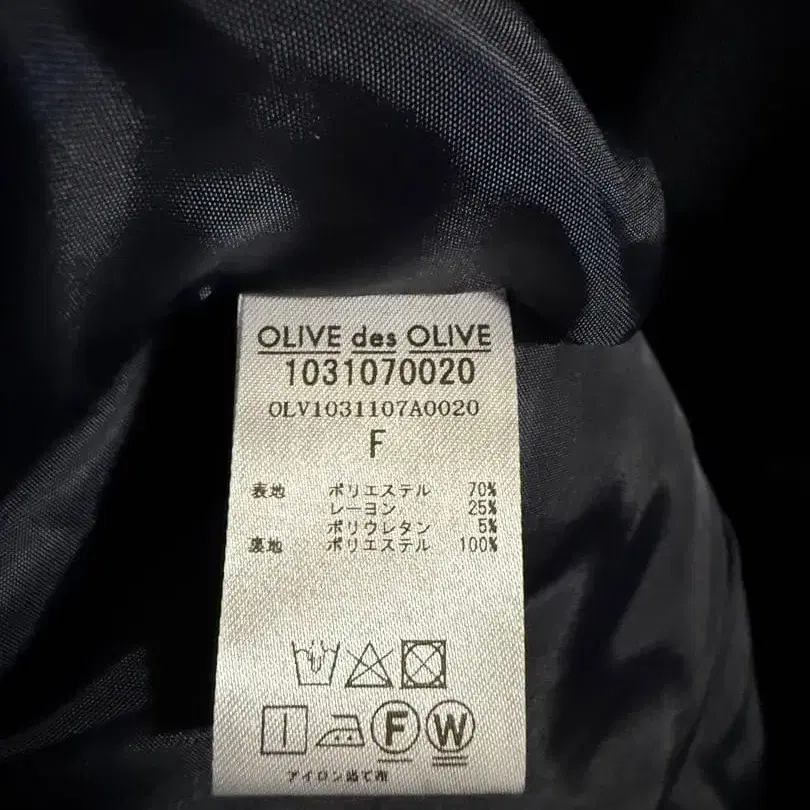 OLIVE des OLIVE
1031070020
OLV1031107A0020
F
表地 ポリエステル 70%
レーヨン 25%
ポリウレタン 5%
裏地 ポリエステル 100%
F W
アイロン当て布